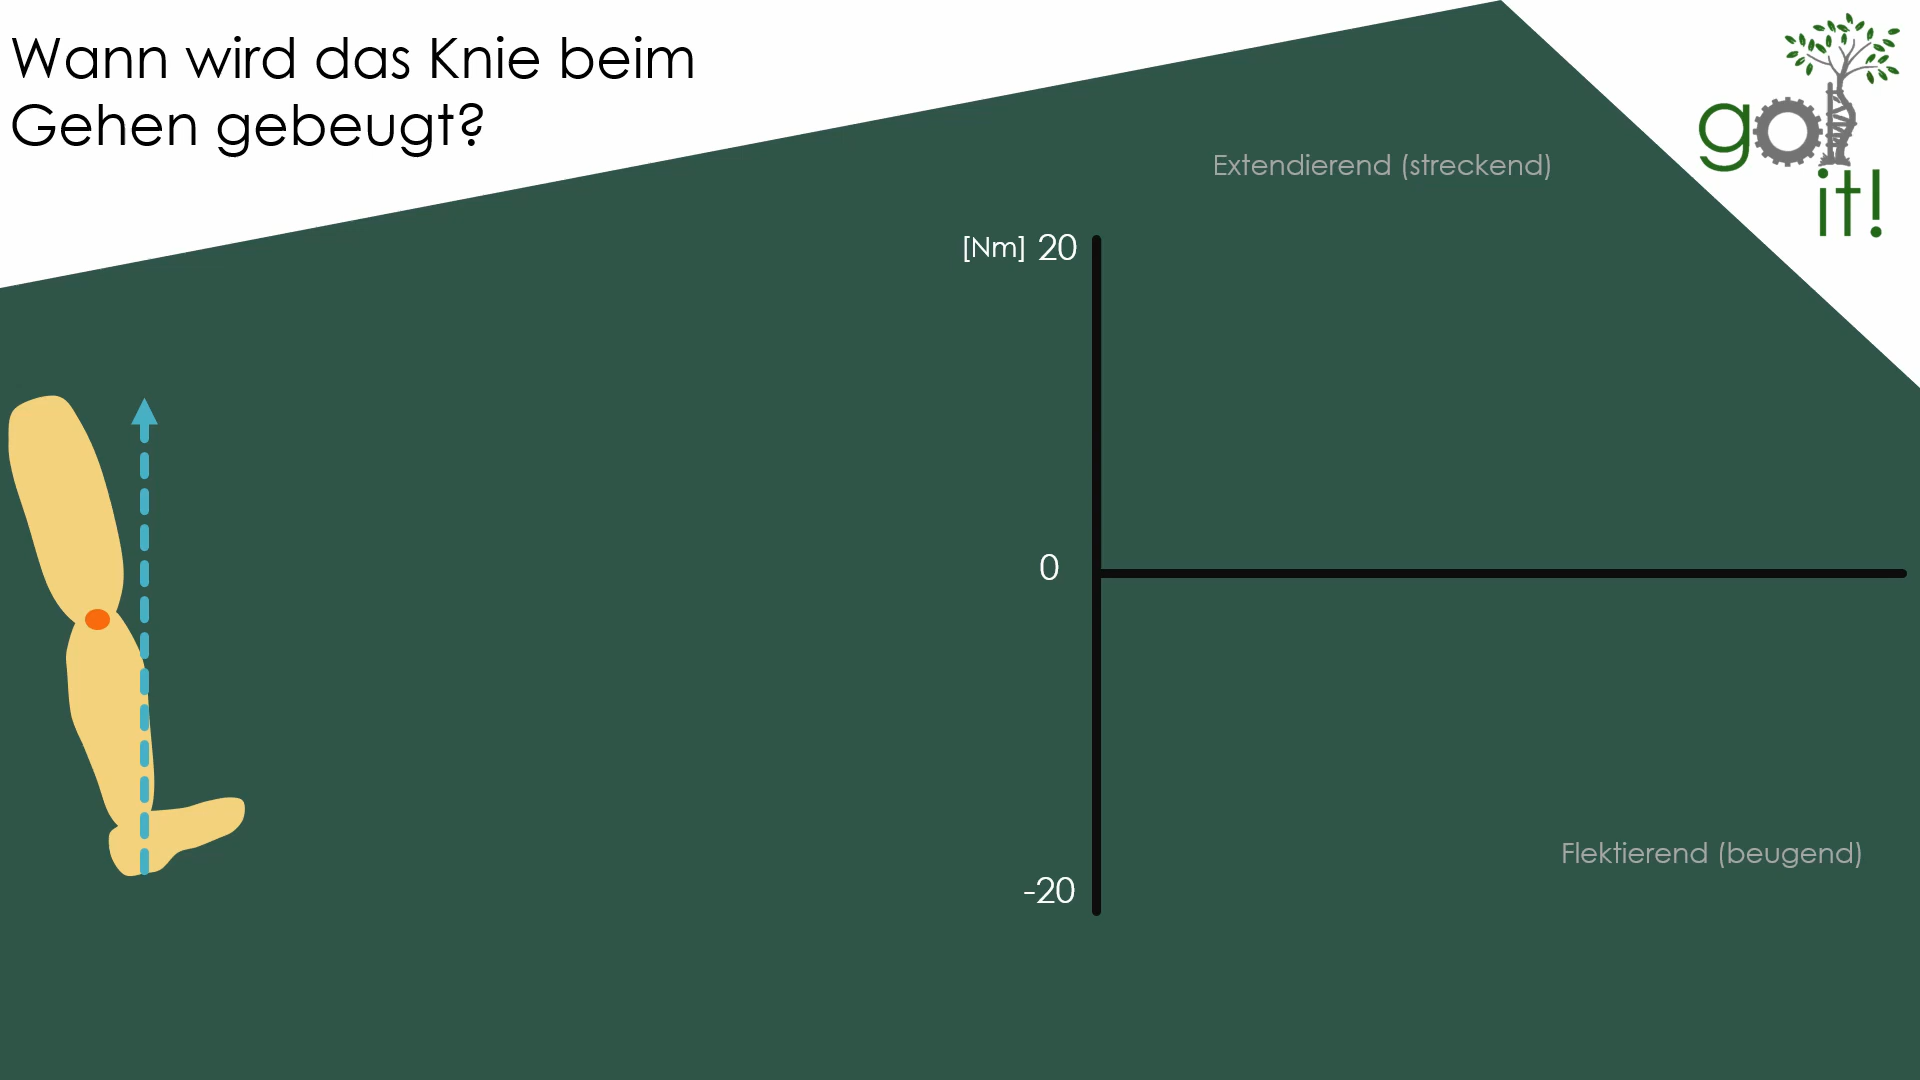 Wann wird das Knie beim
Gehen gebeugt?
go
it!
Extendierend (streckend)
[Nm] 20
0
-20
Flektierend (beugend)